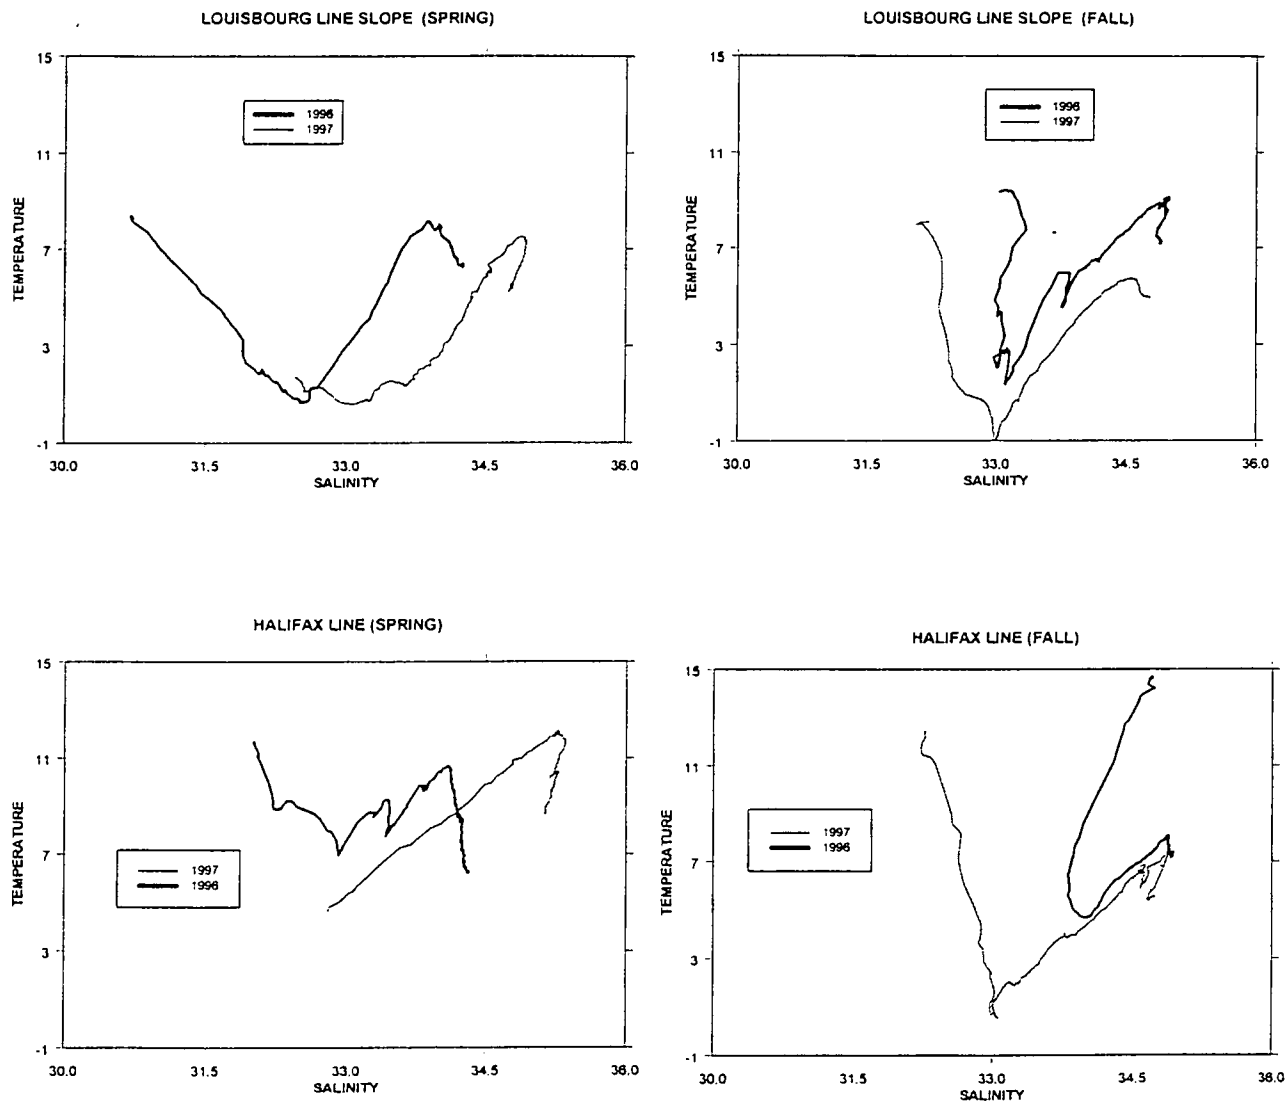 LOUISBOURG LINE SLOPE (SPRING)
15
11
7
3
-1
TEMPERATURE
1996
1997
30.0 31.5 33.0 34.5 36.0
SALINITY
LOUISBOURG LINE SLOPE (FALL)
15
11
7
3
-1
TEMPERATURE
1996
1997
30.0 31.5 33.0 34.5 36.0
SALINITY
HALIFAX LINE (SPRING)
15
11
7
3
-1
TEMPERATURE
1997
1996
30.0 31.5 33.0 34.5 36.0
SALINITY
HALIFAX LINE (FALL)
15
11
7
3
-1
TEMPERATURE
1997
1996
30.0 31.5 33.0 34.5 36.0
SALINITY